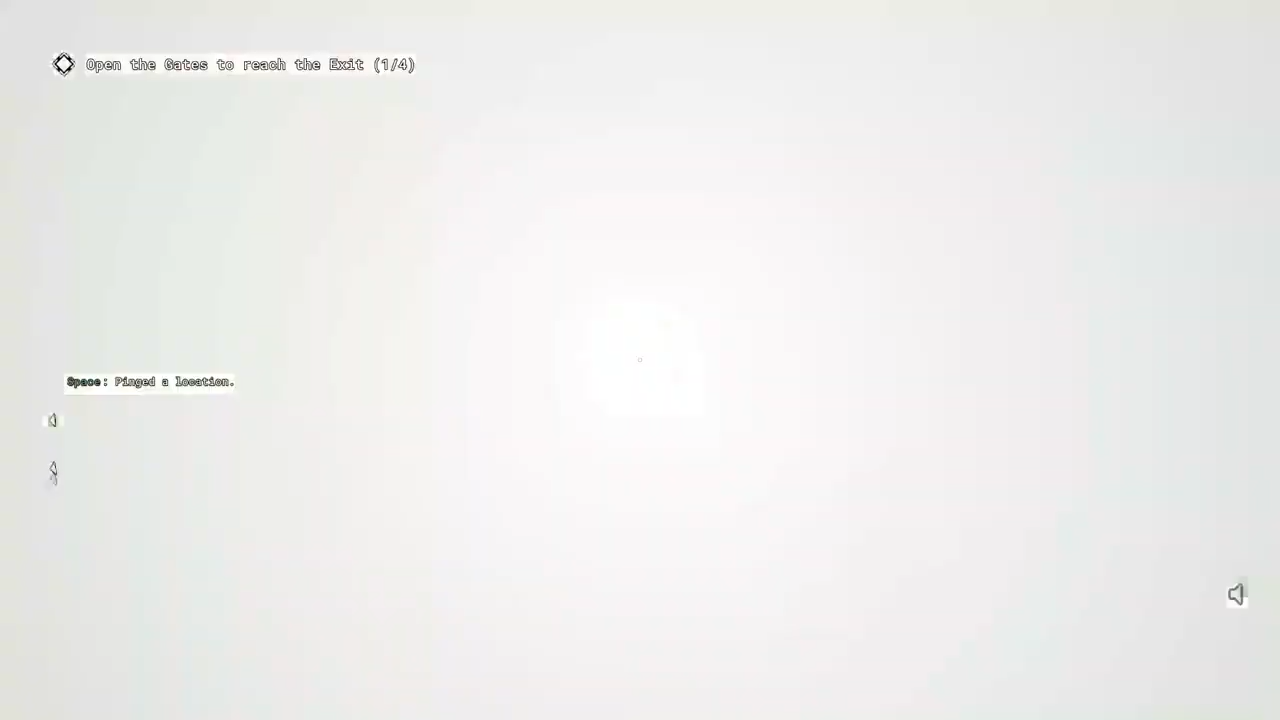 Open the Gates to reach the Exit (1/4)
Space: Pinged a location.